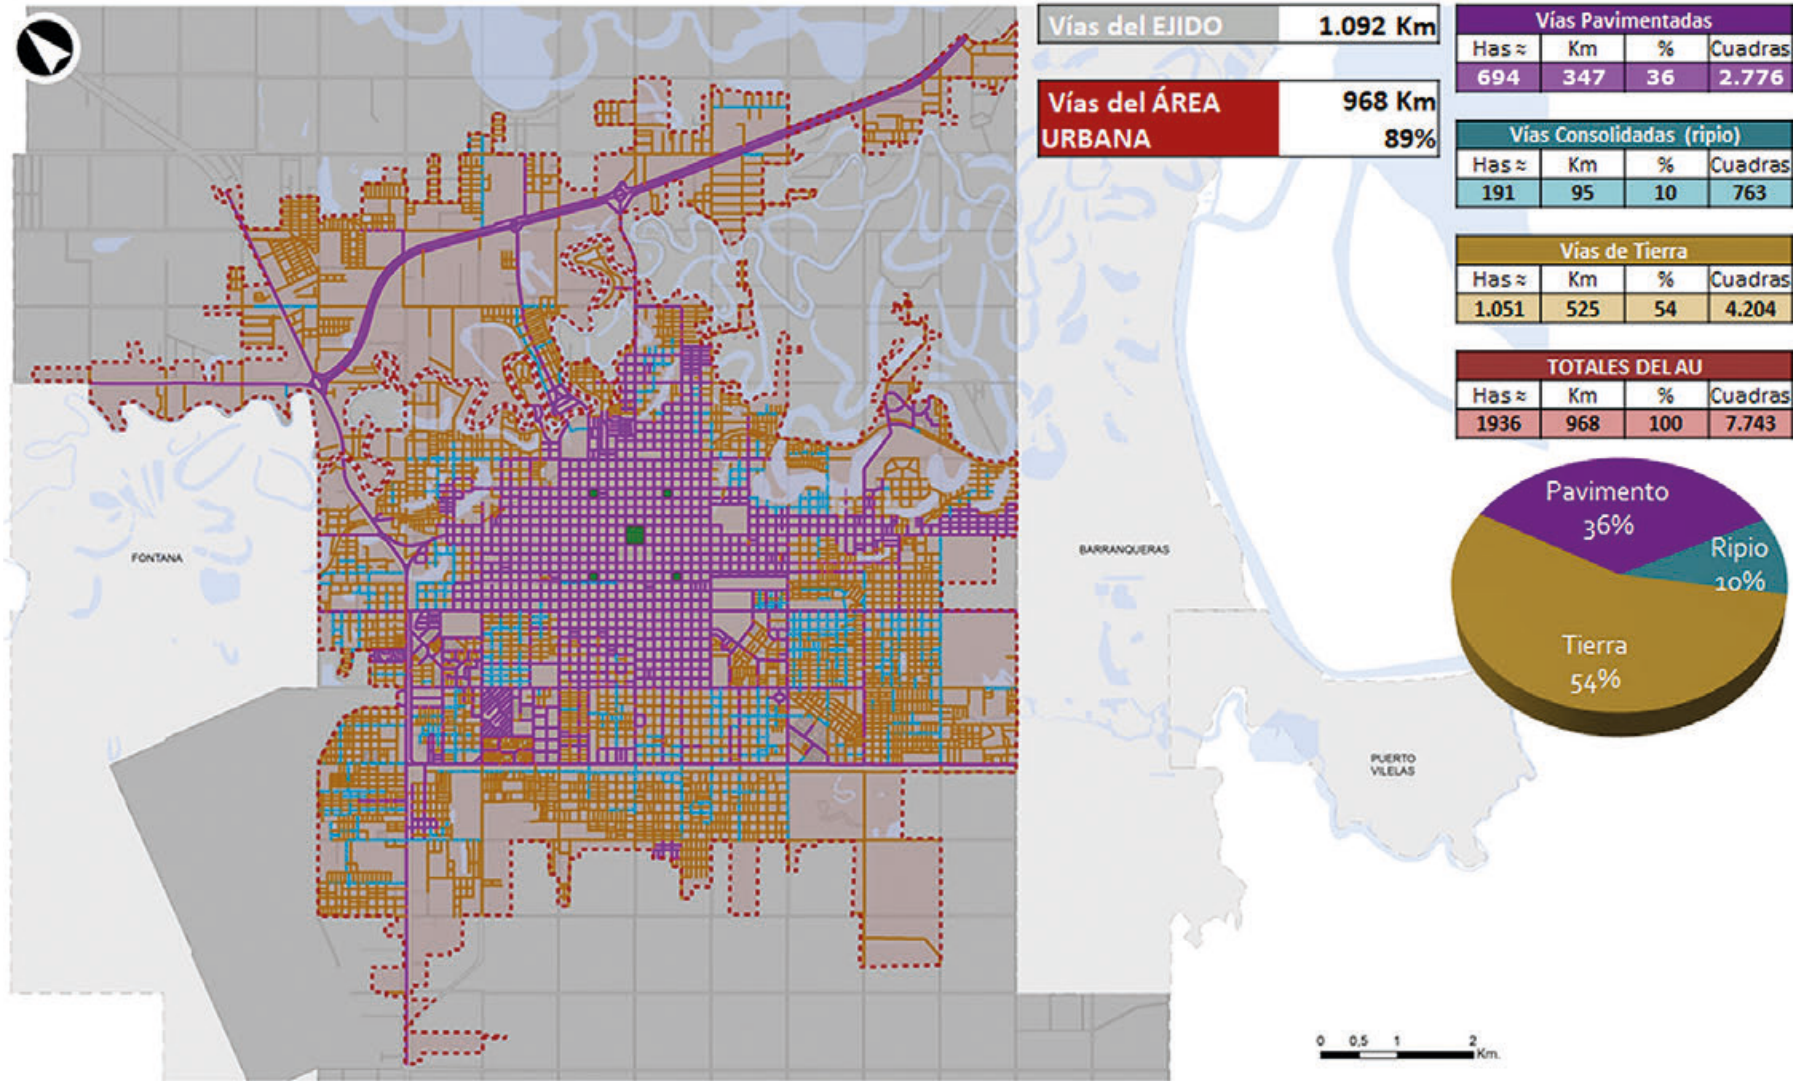 Vías del EJIDO 1.092 Km
Vías del ÁREA 968 Km
URBANA 89%
Vías Pavimentadas
Has ≈ Km % Cuadras
694 347 36 2.776
Vías Consolidadas (ripio)
Has ≈ Km % Cuadras
191 95 10 763
Vías de Tierra
Has ≈ Km % Cuadras
1.051 525 54 4.204
TOTALES DEL AU
Has ≈ Km % Cuadras
1936 968 100 7.743
Pavimento
36%
Ripio
10%
Tierra
54%
FONTANA
BARRANQUERAS
PUERTO
VILELAS
0 0,5 1 2
Km.